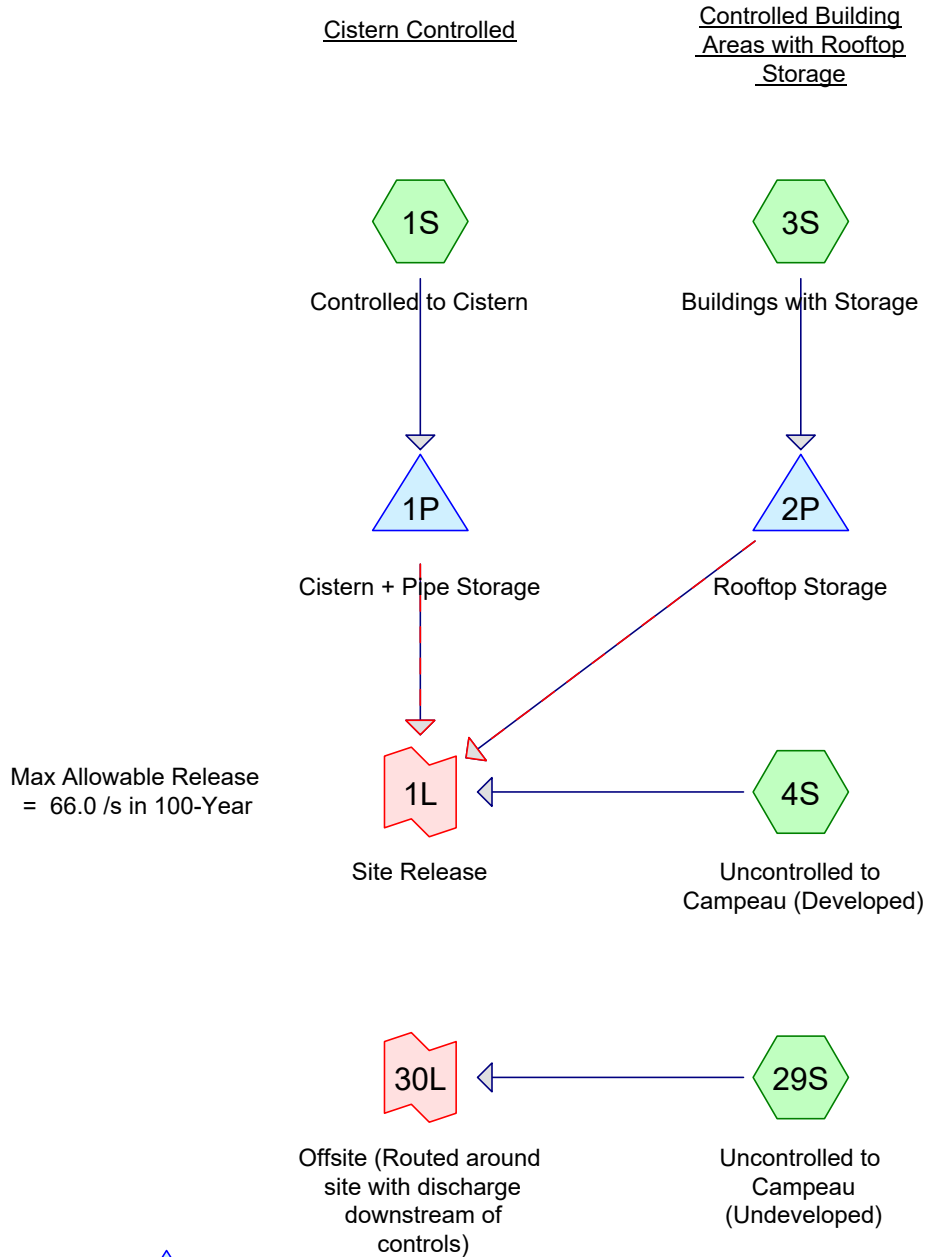 Cistern Controlled
Controlled Building
Areas with Rooftop
Storage
1S
3S
Controlled to Cistern
Buildings with Storage
1P
2P
Cistern + Pipe Storage
Rooftop Storage
Max Allowable Release
= 66.0 /s in 100-Year
1L
4S
Site Release
Uncontrolled to
Campeau (Developed)
30L
29S
Offsite (Routed around
site with discharge
downstream of
controls)
Uncontrolled to
Campeau
(Undeveloped)